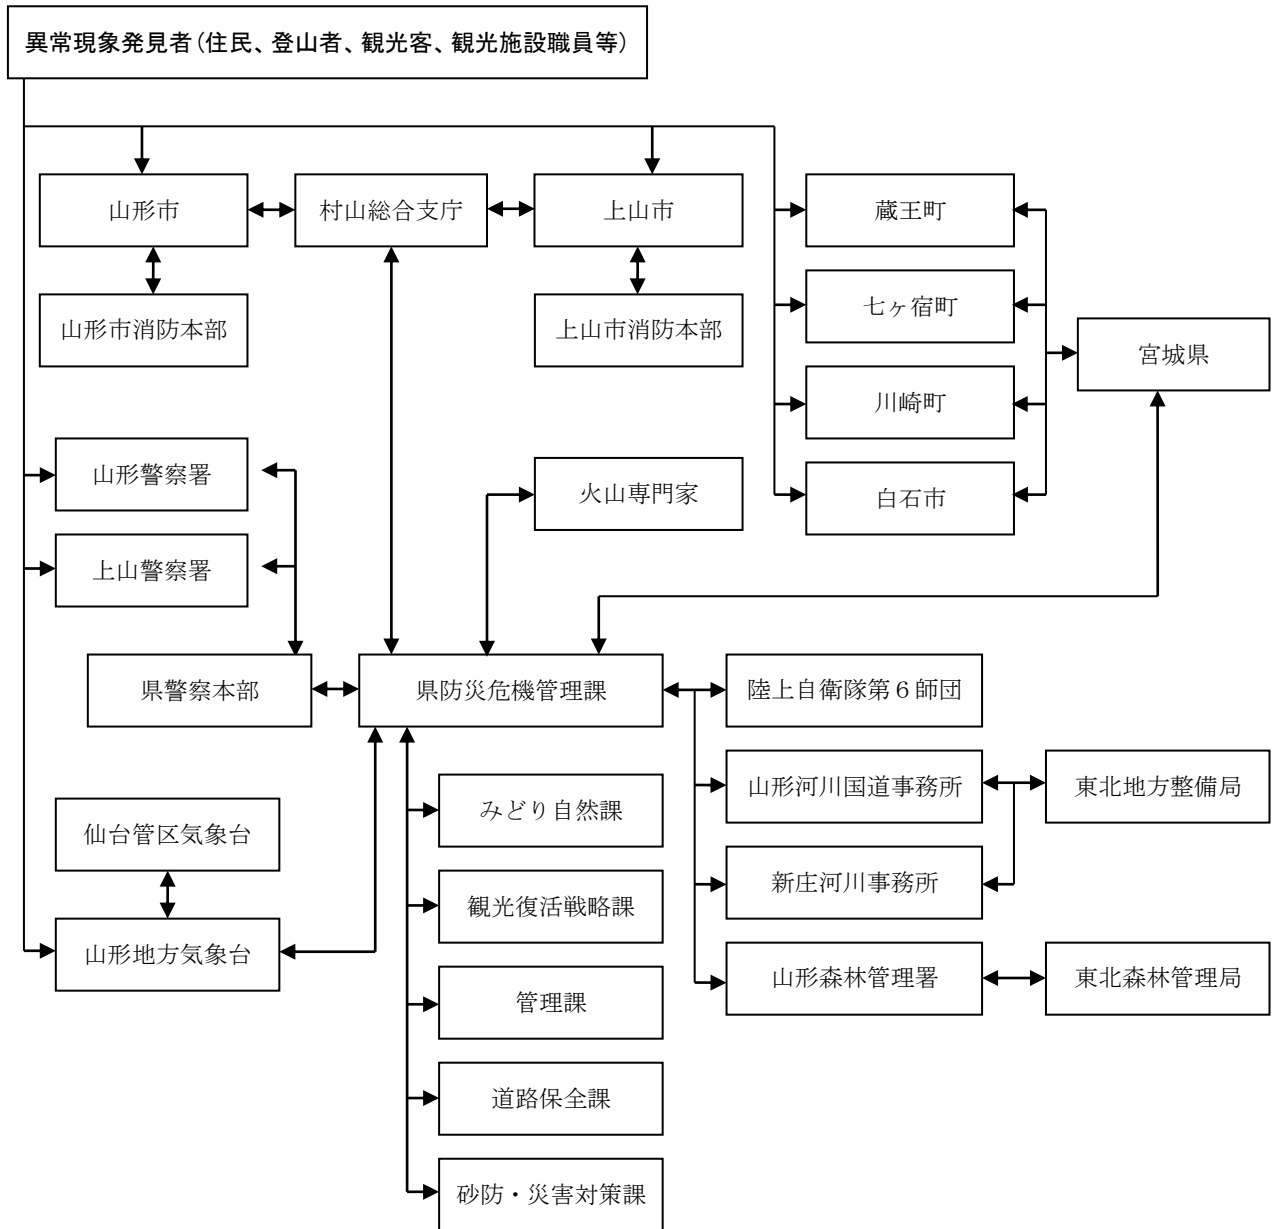 異常現象発見者(住民、登山者、観光客、観光施設職員等)
山形市
村山総合支庁
上山市
蔵王町
山形市消防本部
上山市消防本部
七ヶ宿町
宮城県
川崎町
山形警察署
火山専門家
白石市
上山警察署
県警察本部
県防災危機管理課
陸上自衛隊第6師団
山形河川国道事務所
東北地方整備局
みどり自然課
仙台管区気象台
新庄河川事務所
観光復活戦略課
山形地方気象台
山形森林管理署
東北森林管理局
管理課
道路保全課
砂防・災害対策課